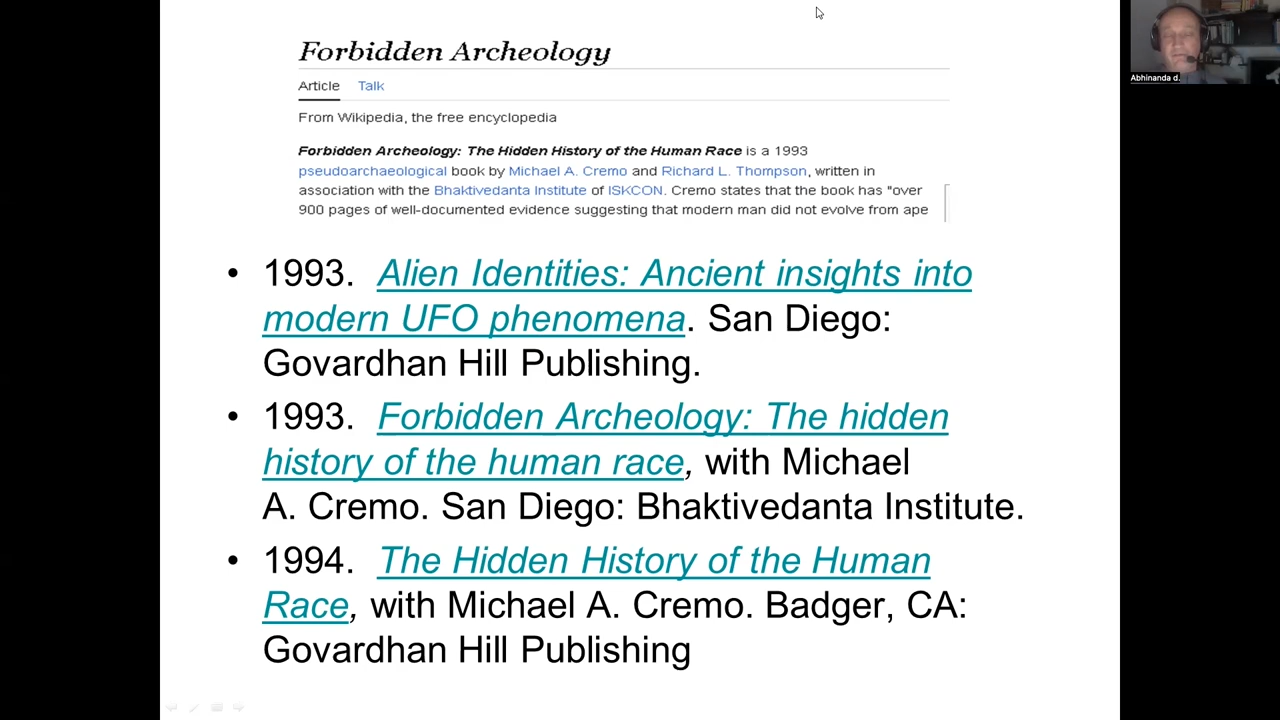 Forbidden Archeology
Article Talk
From Wikipedia, the free encyclopedia
Forbidden Archeology: The Hidden History of the Human Race is a 1993
pseudoarchaeological book by Michael A. Cremo and Richard L. Thompson, written in
association with the Bhaktivedanta Institute of ISKCON. Cremo states that the book has "over
900 pages of well-documented evidence suggesting that modern man did not evolve from ape
Abhinanda d.
• 1993. Alien Identities: Ancient insights into
modern UFO phenomena. San Diego:
Govardhan Hill Publishing.
• 1993. Forbidden Archeology: The hidden
history of the human race, with Michael
A. Cremo. San Diego: Bhaktivedanta Institute.
• 1994. The Hidden History of the Human
Race, with Michael A. Cremo. Badger, CA:
Govardhan Hill Publishing